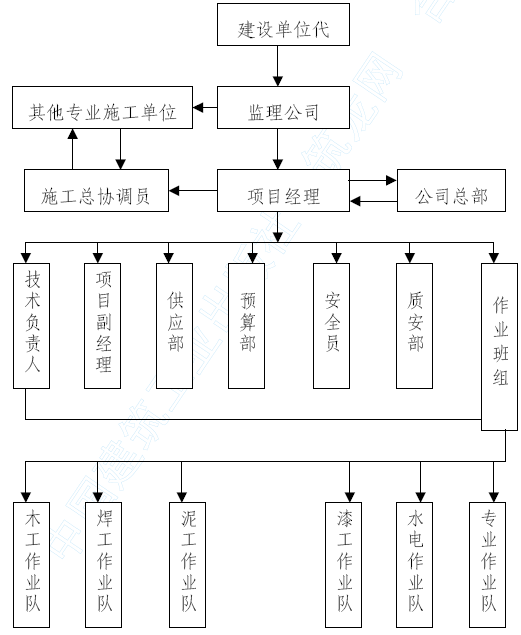 建设单位代
其他专业施工单位
监理公司
施工总协调员
项目经理
公司总部
技术负责人
项目副经理
供应部
预算部
安全员
质安部
作业班组
木工作业队
焊工作业队
泥工作业队
漆工作业队
水电作业队
专业作业队